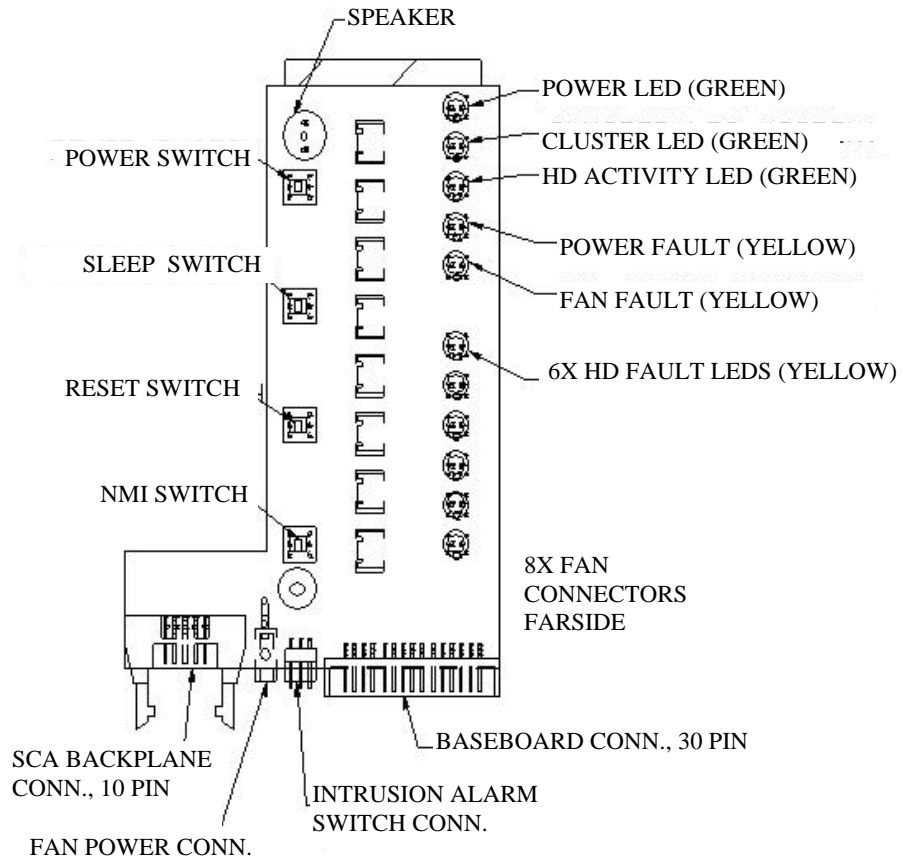 SPEAKER
POWER LED (GREEN)
CLUSTER LED (GREEN)
POWER SWITCH
HD ACTIVITY LED (GREEN)
POWER FAULT (YELLOW)
SLEEP SWITCH
FAN FAULT (YELLOW)
6X HD FAULT LEDS (YELLOW)
RESET SWITCH
NMI SWITCH
8X FAN
CONNECTORS
FARSIDE
BASEBOARD CONN., 30 PIN
SCA BACKPLANE
CONN., 10 PIN
INTRUSION ALARM
SWITCH CONN.
FAN POWER CONN.